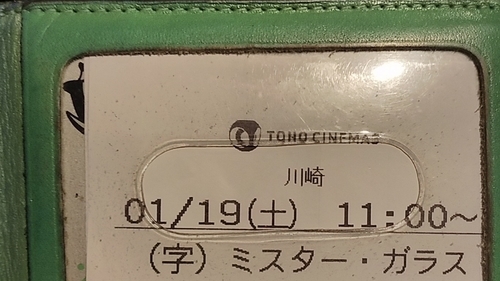 TOHO CINEMAS
川崎
01/19(土) 11:00～
(字) ミスター・ガラス